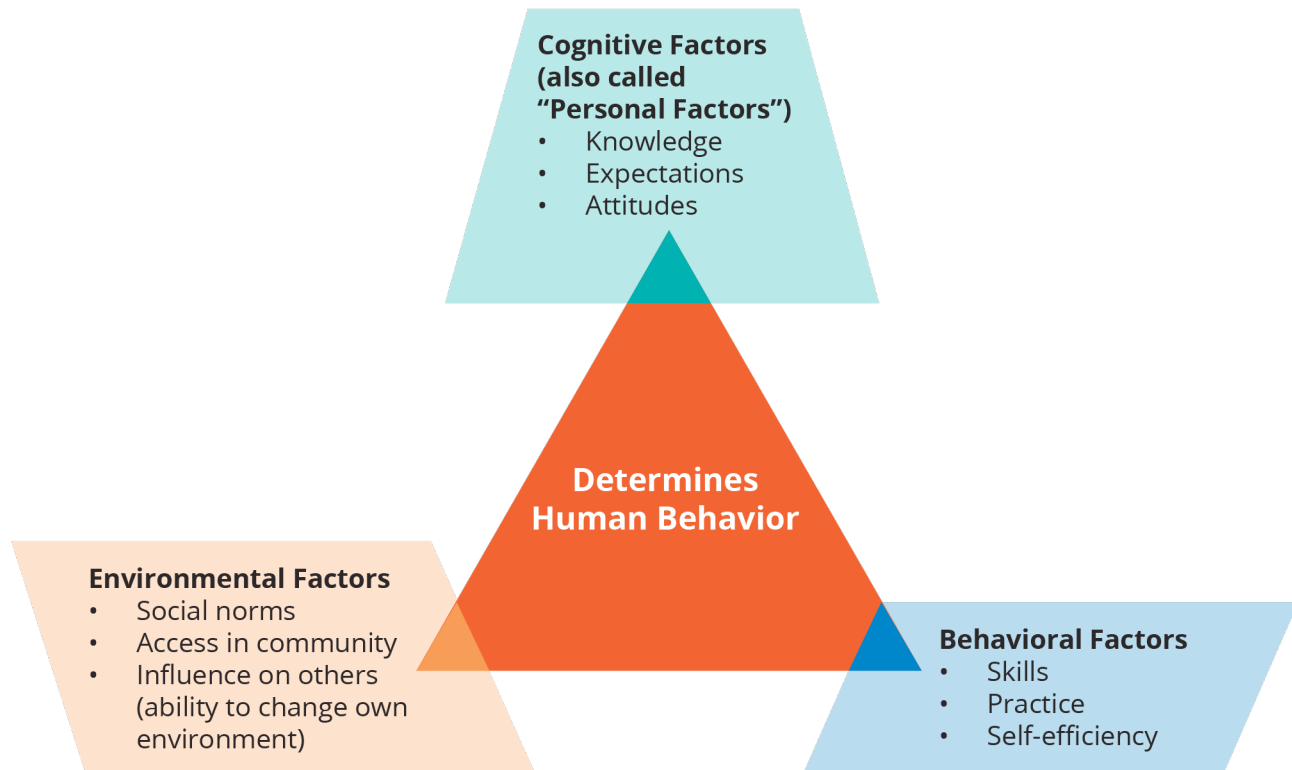 Cognitive Factors
(also called
“Personal Factors”)
• Knowledge
• Expectations
• Attitudes
Determines
Human Behavior
Environmental Factors
• Social norms
• Access in community
• Influence on others
(ability to change own
environment)
Behavioral Factors
• Skills
• Practice
• Self-efficiency